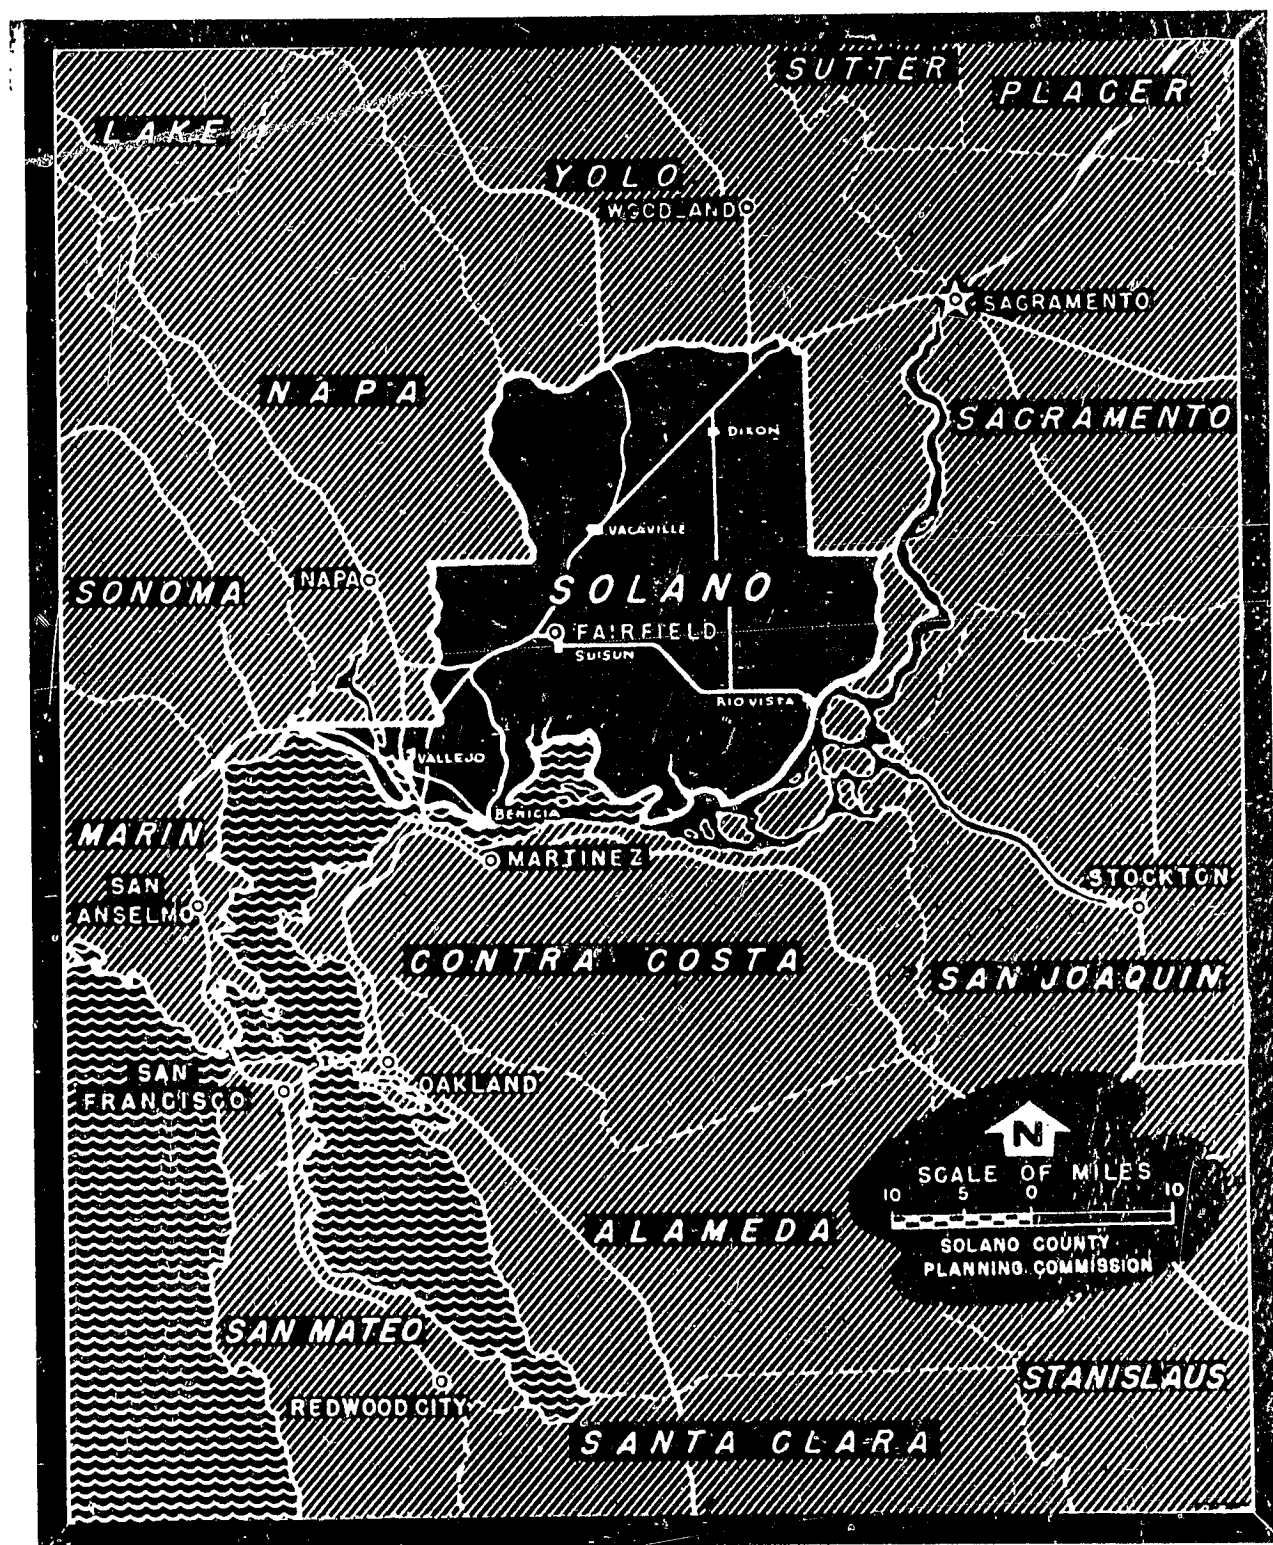 SUTTER
PLACER
LAKE
YOLO
WOODLAND
SACRAMENTO
NAPA
SACRAMENTO
DIXON
VACAVILLE
SONOMA
NAPA
SOLANO
FAIRFIELD
SUISUN
RIO VISTA
VALLEJO
BENICIA
MARIN
MARTINEZ
SAN
ANSELMO
STOCKTON
CONTRA COSTA
SAN JOAQUIN
SAN
FRANCISCO
OAKLAND
N
SCALE OF MILES
10 5 0 10
SOLANO COUNTY
PLANNING COMMISSION
ALAMEDA
SAN MATEO
STANISLAUS
REDWOOD CITY
SANTA CLARA